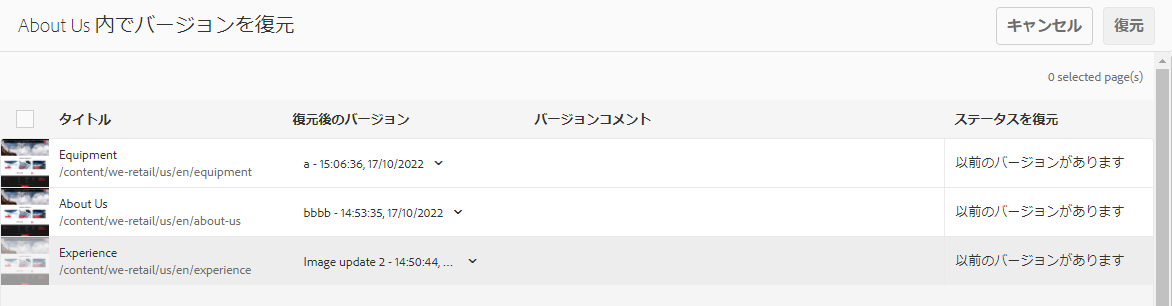 About Us 内でバージョンを復元
キャンセル
復元
0 selected page(s)
タイトル
復元後のバージョン
バージョンコメント
ステータスを復元
Equipment
/content/we-retail/us/en/equipment
a - 15:06:36, 17/10/2022
以前のバージョンがあります
About Us
/content/we-retail/us/en/about-us
bbbb - 14:53:35, 17/10/2022
以前のバージョンがあります
Experience
/content/we-retail/us/en/experience
Image update 2 - 14:50:44, ...
以前のバージョンがあります